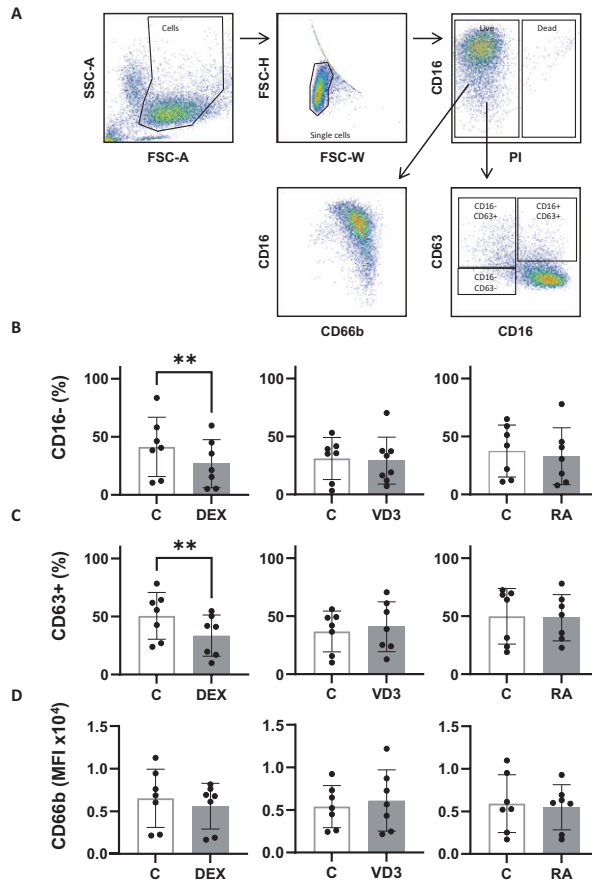 A
Cells
SSC-A
FSC-A
FSC-H
Single cells
FSC-W
Live
Dead
CD16
PI
CD16
CD66b
CD16-
CD63+
CD16+
CD63+
CD16-
CD63-
CD63
CD16
B
CD16- (%)
100
50
0
**
C
DEX
100
50
0
C
VD3
100
50
0
C
RA
C
CD63+ (%)
100
50
0
**
C
DEX
100
50
0
C
VD3
100
50
0
C
RA
D
CD66b (MFI x10⁴)
1.5
1.0
0.5
0.0
C
DEX
1.5
1.0
0.5
0.0
C
VD3
1.5
1.0
0.5
0.0
C
RA